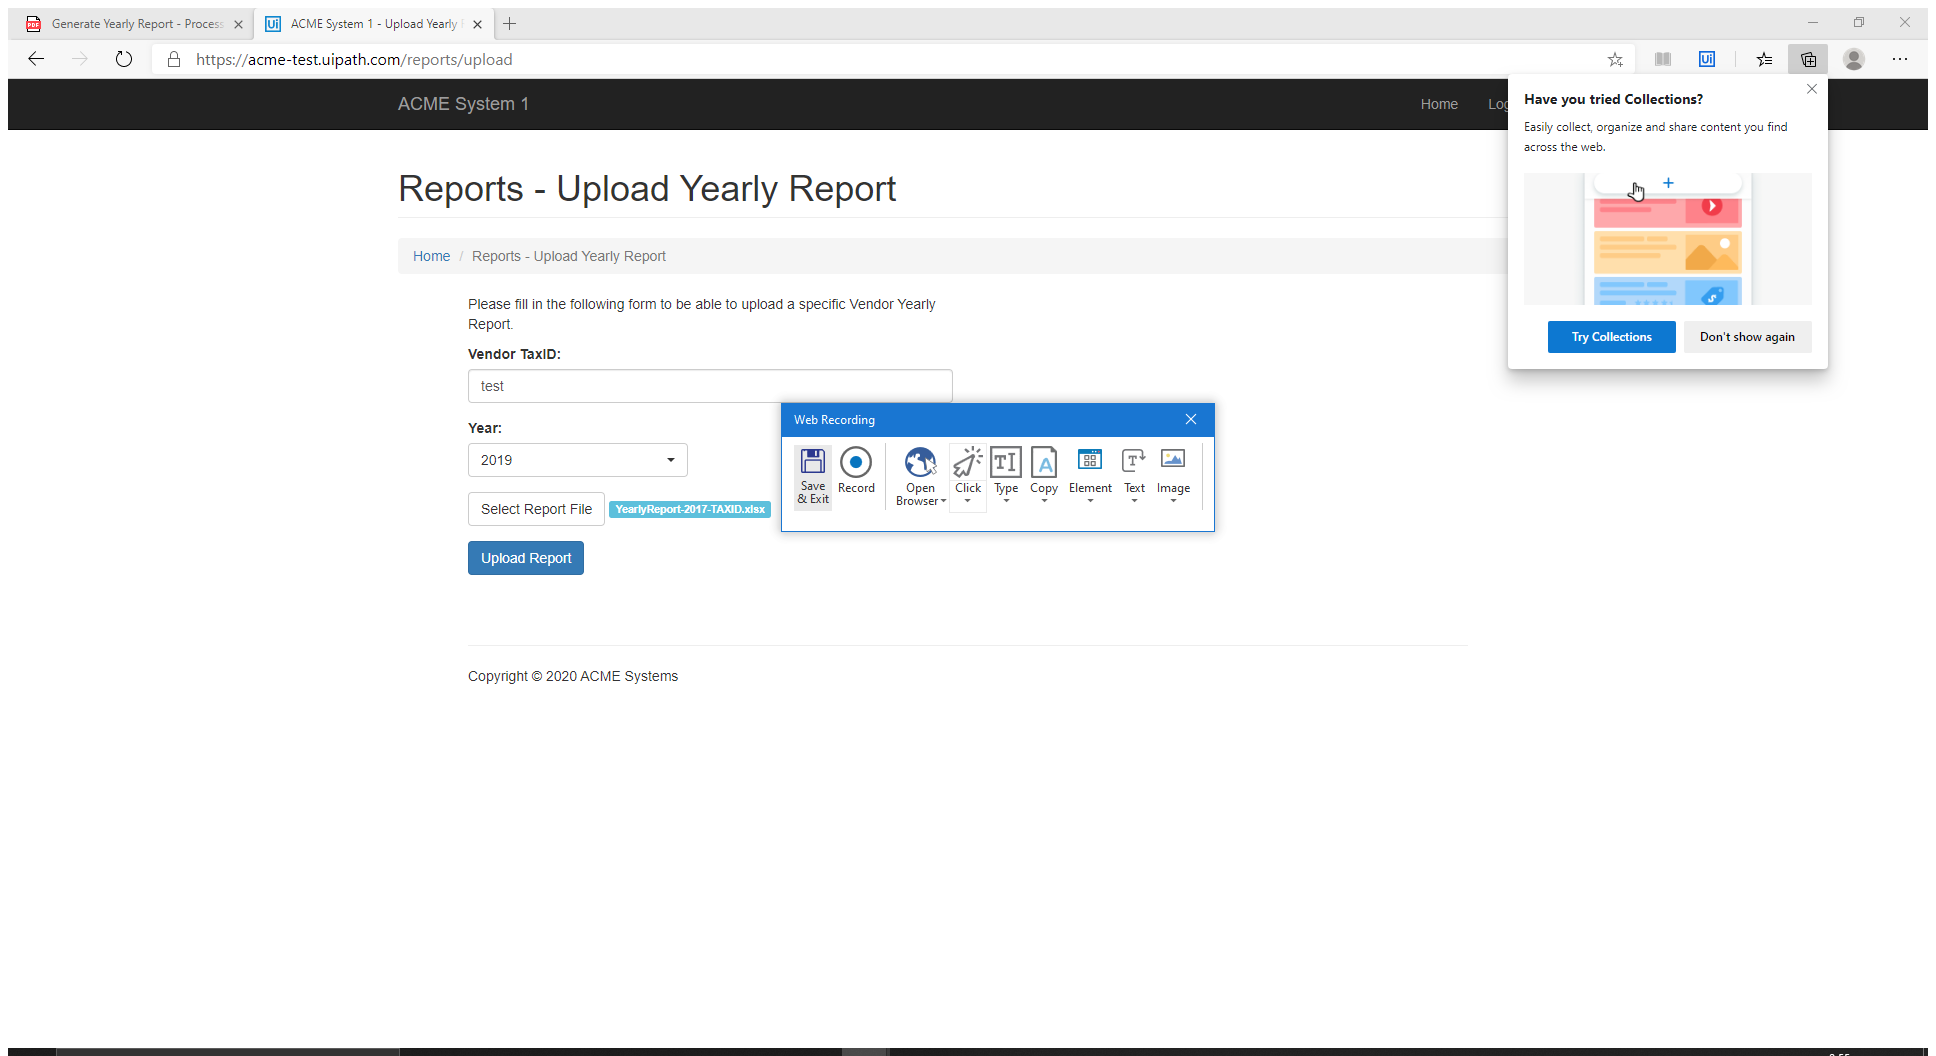 Generate Yearly Report - Process
ACME System 1 - Upload Yearly
https://acme-test.uipath.com/reports/upload
ACME System 1
Home
Have you tried Collections?
Easily collect, organize and share content you find
across the web.
Try Collections
Don't show again
Reports - Upload Yearly Report
Home / Reports - Upload Yearly Report
Please fill in the following form to be able to upload a specific Vendor Yearly
Report.
Vendor TaxID:
test
Year:
2019
Select Report File
YearlyReport-2017-TAXID.xlsx
Upload Report
Web Recording
Save
& Exit
Record
Open
Browser
Click
Type
Copy
Element
Text
Image
Copyright © 2020 ACME Systems